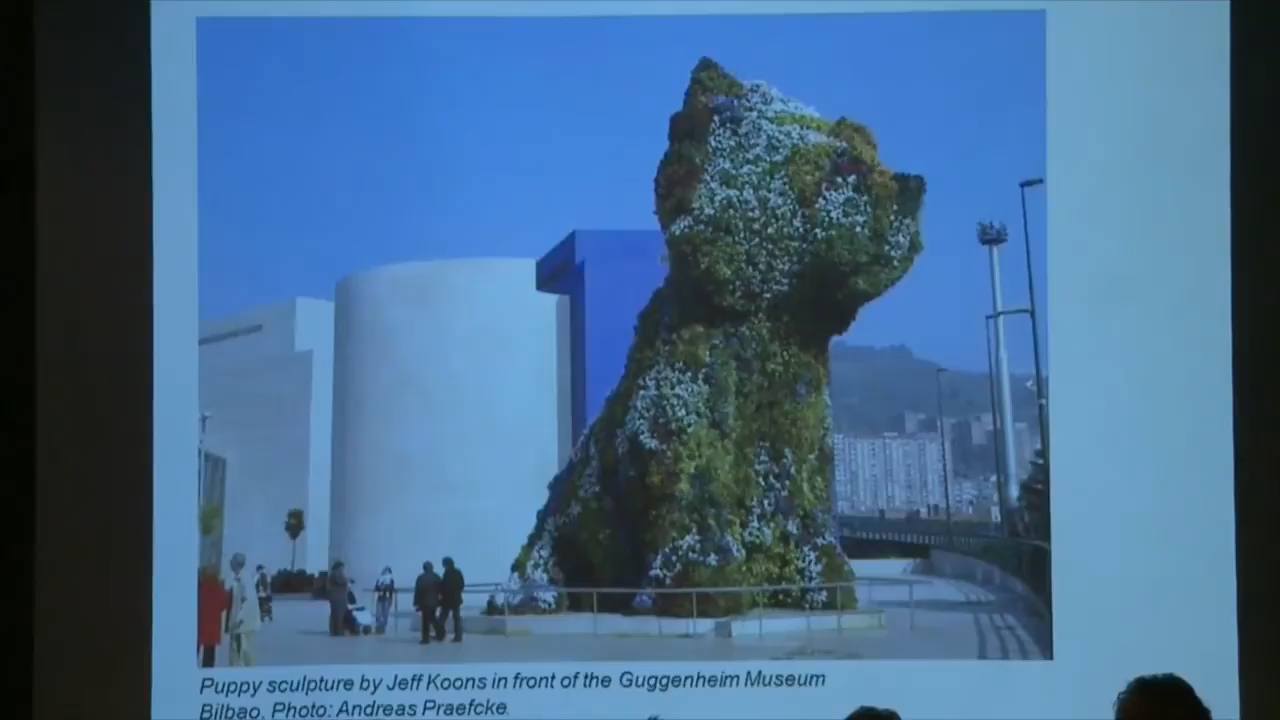 Puppy sculpture by Jeff Koons in front of the Guggenheim Museum
Bilbao. Photo: Andreas Praefcke.